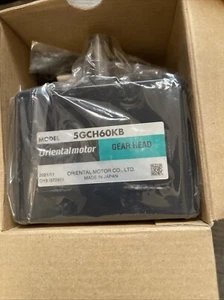 MODEL 5GCH60KB
Orientalmotor GEAR HEAD
ORIENTAL MOTOR CO., LTD.
MADE IN JAPAN